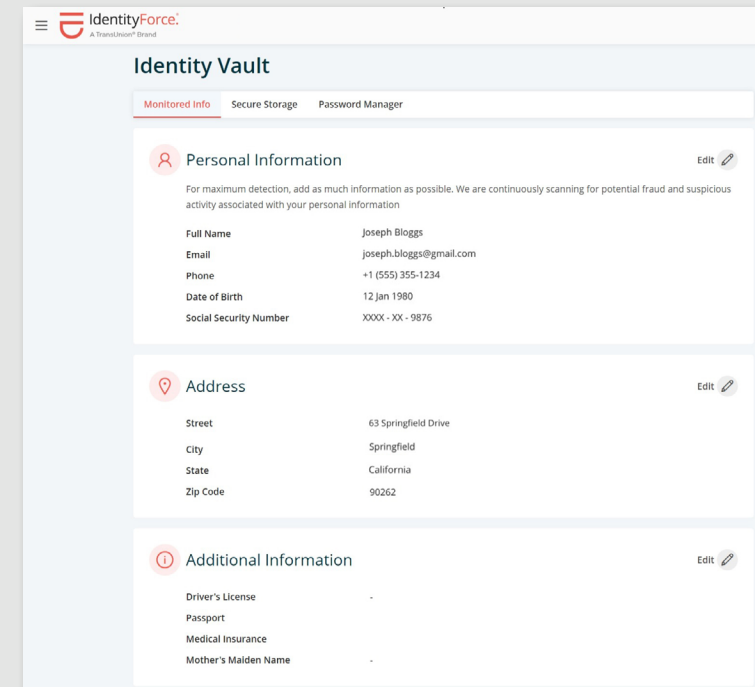 IdentityForce®
A TransUnion® Brand
Identity Vault
Monitored Info Secure Storage Password Manager
Personal Information Edit
For maximum detection, add as much information as possible. We are continuously scanning for potential fraud and suspicious
activity associated with your personal information
Full Name Joseph Bloggs
Email joseph.bloggs@gmail.com
Phone +1 (555) 355-1234
Date of Birth 12 Jan 1980
Social Security Number XXXX - XX - 9876
Address Edit
Street 63 Springfield Drive
City Springfield
State California
Zip Code 90262
Additional Information Edit
Driver's License -
Passport
Medical Insurance
Mother's Maiden Name -